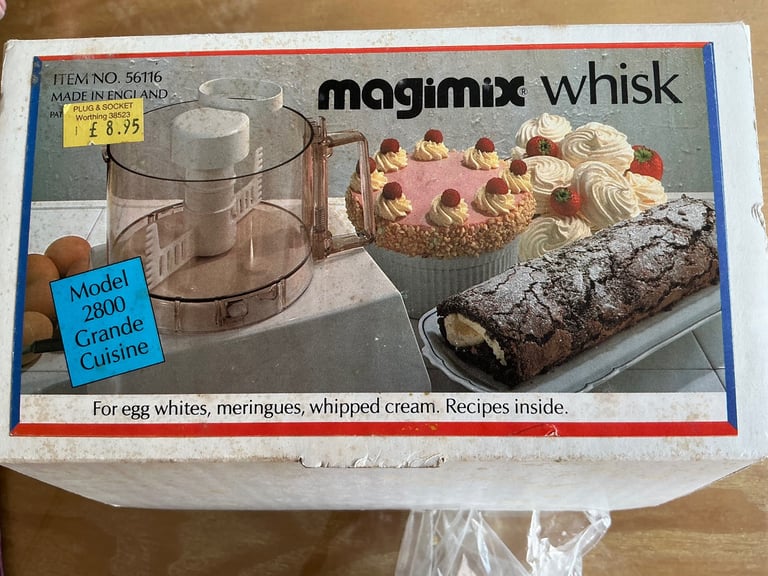 ITEM NO. 56116
MADE IN ENGLAND
PLUG & SOCKET
Worthing 38523
£ 8.95
magimix® whisk
Model
2800
Grande
Cuisine
For egg whites, meringues, whipped cream. Recipes inside.